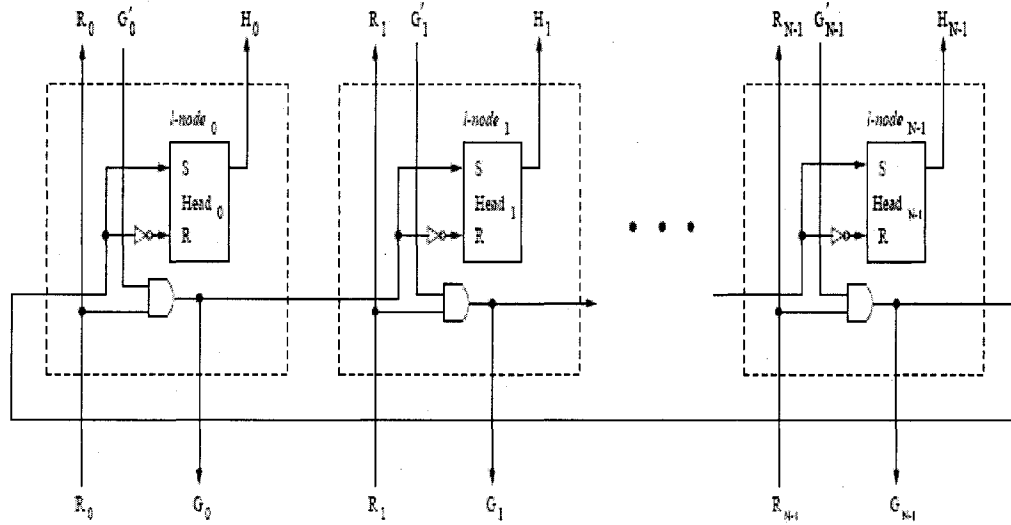 R0 G'0 H0 R1 G'1 H1 RN-1 G'N-1 HN-1
i-node 0 i-node 1 i-node N-1
S S S
Head 0 Head 1 Head N-1
R R R
R0 G0 R1 G1 RN-1 GN-1